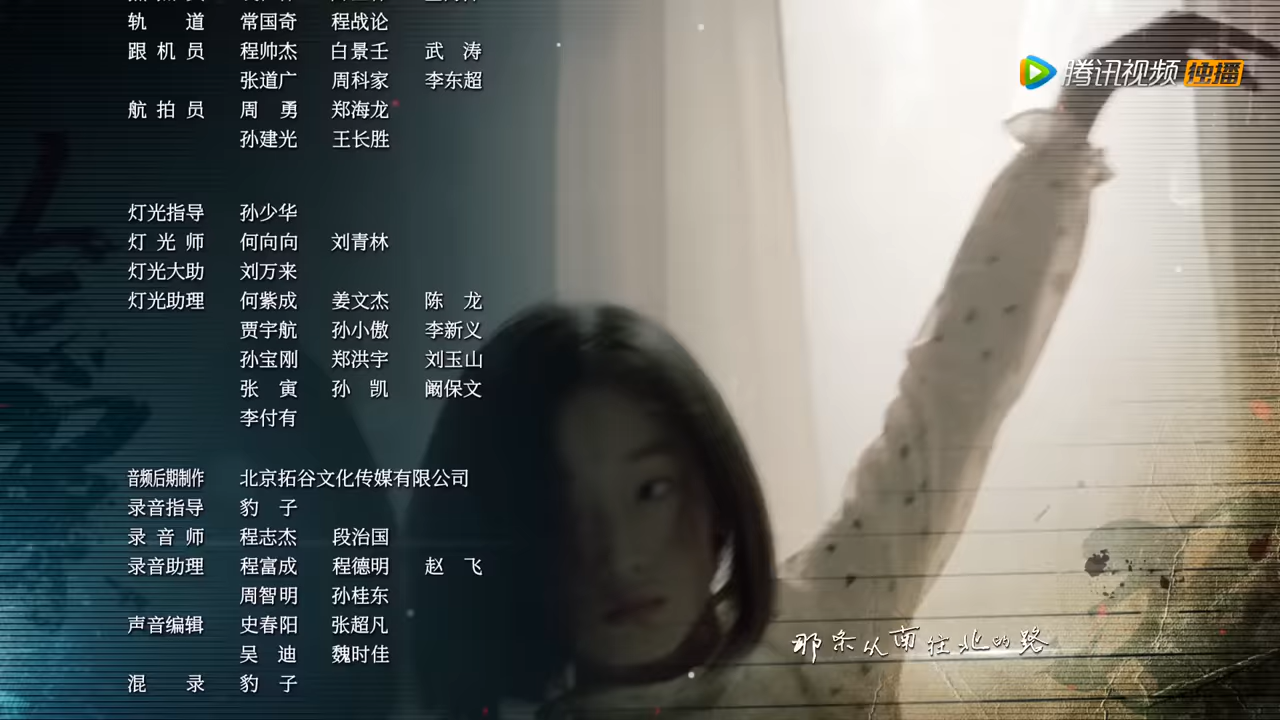 轨道 常国奇 程战论
跟机员 程帅杰 白景壬 武涛
张道广 周科家 李东超
航拍员 周勇 郑海龙
孙建光 王长胜
灯光指导 孙少华
灯光师 何向向 刘青林
灯光大助 刘万来
灯光助理 何紫成 姜文杰 陈龙
贾宇航 孙小傲 李新义
孙宝刚 郑洪宇 刘玉山
张寅 孙凯 阚保文
李付有
音频后期制作 北京拓谷文化传媒有限公司
录音指导 豹子
录音师 程志杰 段治国
录音助理 程富成 程德明 赵飞
周智明 孙桂东
声音编辑 史春阳 张超凡
吴迪 魏时佳
混录 豹子
腾讯视频 独播
那条从南往北的路